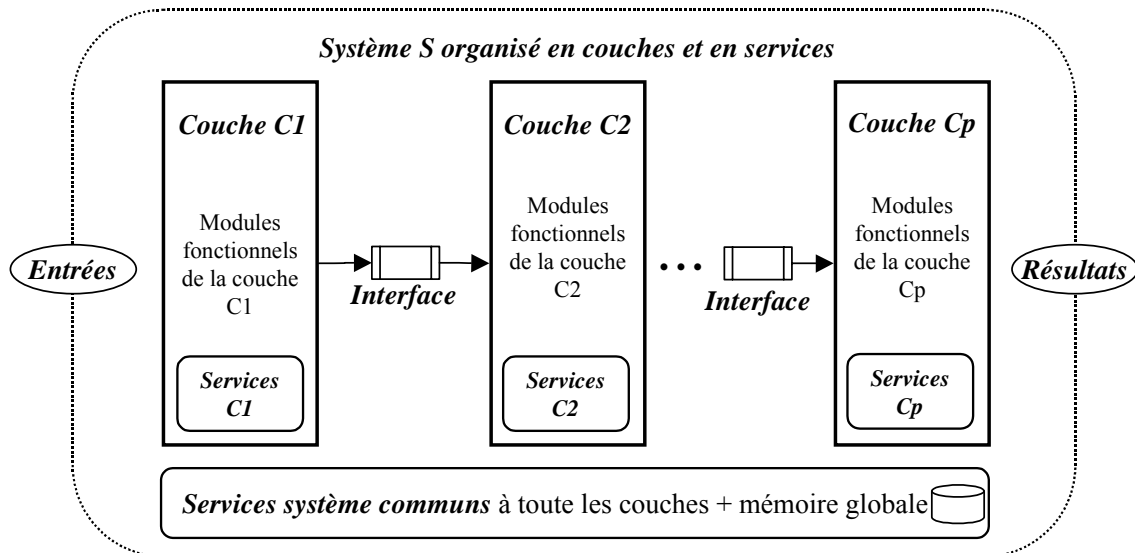 Système S organisé en couches et en services
Couche C1
Couche C2
Couche Cp
Modules
fonctionnels
de la couche
C1
Modules
fonctionnels
de la couche
C2
Modules
fonctionnels
de la couche
Cp
Entrées
Interface
...
Interface
Résultats
Services
C1
Services
C2
Services
Cp
Services système communs à toute les couches + mémoire globale